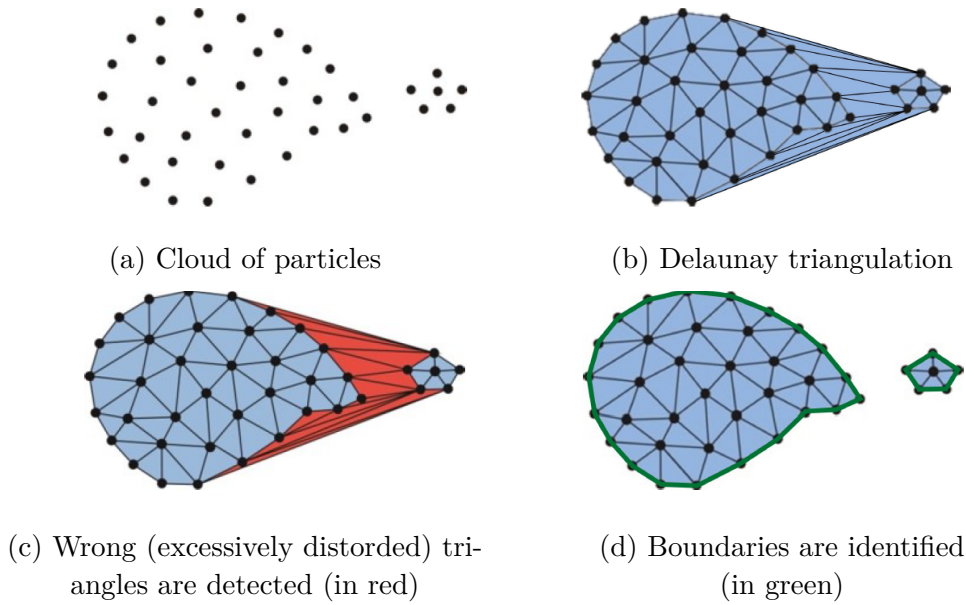 (a) Cloud of particles
(b) Delaunay triangulation
(c) Wrong (excessively distorded) tri-
angles are detected (in red)
(d) Boundaries are identified
(in green)